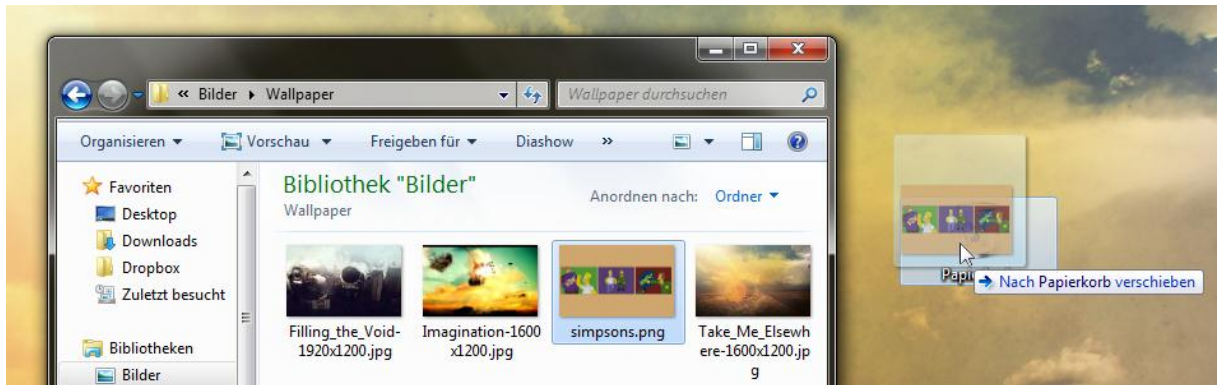 « Bilder ▸ Wallpaper
Wallpaper durchsuchen
Organisieren
Vorschau
Freigeben für
Diashow
»
Favoriten
Desktop
Downloads
Dropbox
Zuletzt besucht
Bibliotheken
Bilder
Bibliothek "Bilder"
Wallpaper
Anordnen nach: Ordner
Filling_the_Void-
1920x1200.jpg
Imagination-1600
x1200.jpg
simpsons.png
Take_Me_Elsewh
ere-1600x1200.jp
g
Nach Papierkorb verschieben